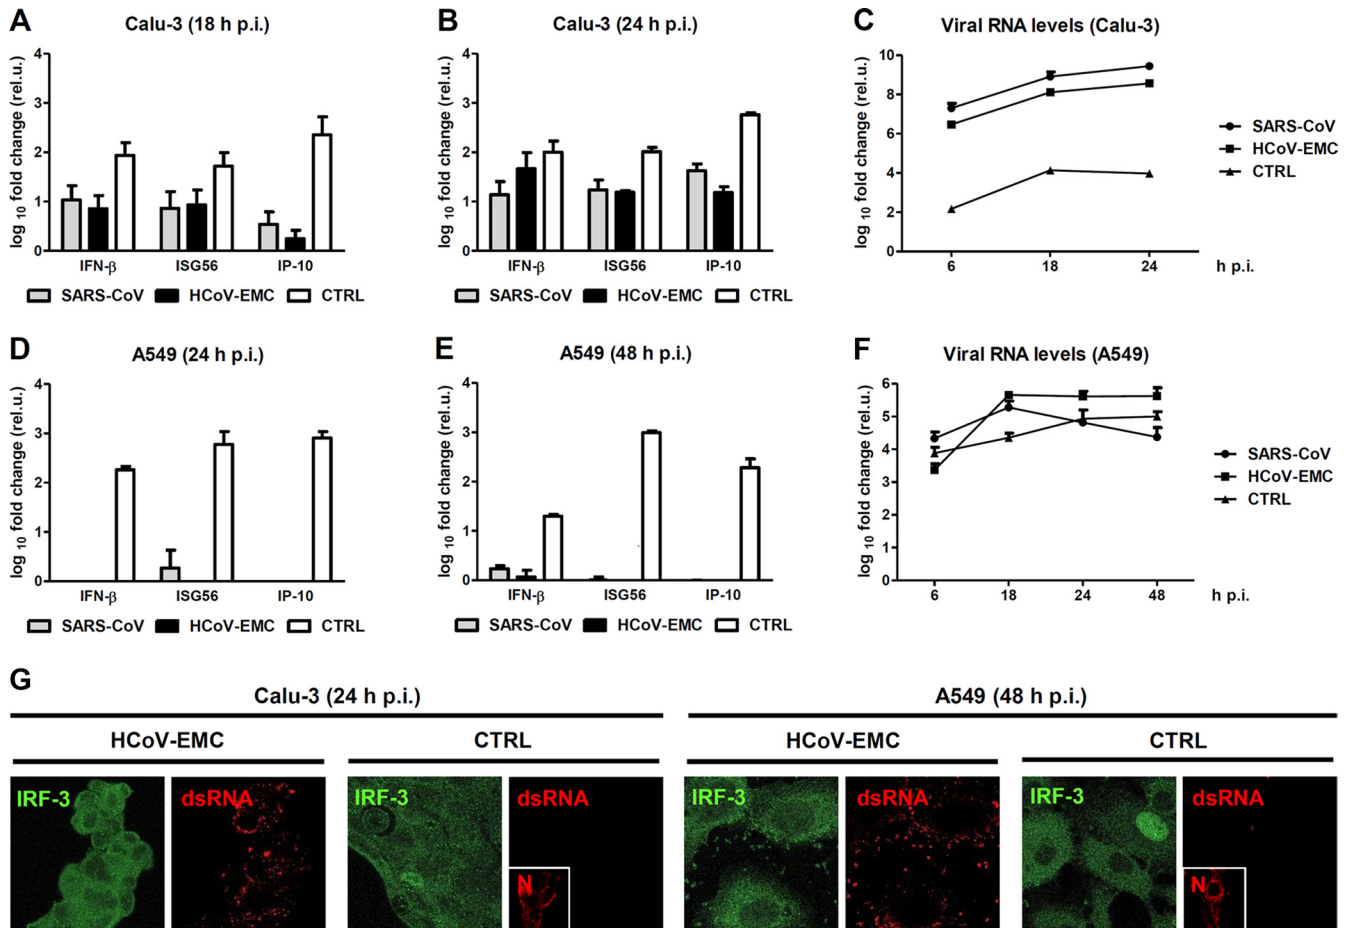 A
Calu-3 (18 h p.i.)
log 10 fold change (rel.u.)
4
3
2
1
0
IFN-β ISG56 IP-10
SARS-CoV HCoV-EMC CTRL
B
Calu-3 (24 h p.i.)
log 10 fold change (rel.u.)
4
3
2
1
0
IFN-β ISG56 IP-10
SARS-CoV HCoV-EMC CTRL
C
Viral RNA levels (Calu-3)
log 10 fold change (rel.u.)
10
8
6
4
2
0
6 18 24 h p.i.
SARS-CoV
HCoV-EMC
CTRL
D
A549 (24 h p.i.)
log 10 fold change (rel.u.)
4
3
2
1
0
IFN-β ISG56 IP-10
SARS-CoV HCoV-EMC CTRL
E
A549 (48 h p.i.)
log 10 fold change (rel.u.)
4
3
2
1
0
IFN-β ISG56 IP-10
SARS-CoV HCoV-EMC CTRL
F
Viral RNA levels (A549)
log 10 fold change (rel.u.)
6
5
4
3
2
1
0
6 18 24 48 h p.i.
SARS-CoV
HCoV-EMC
CTRL
G
Calu-3 (24 h p.i.) A549 (48 h p.i.)
HCoV-EMC CTRL HCoV-EMC CTRL
IRF-3 dsRNA IRF-3 dsRNA IRF-3 dsRNA IRF-3 dsRNA
N N